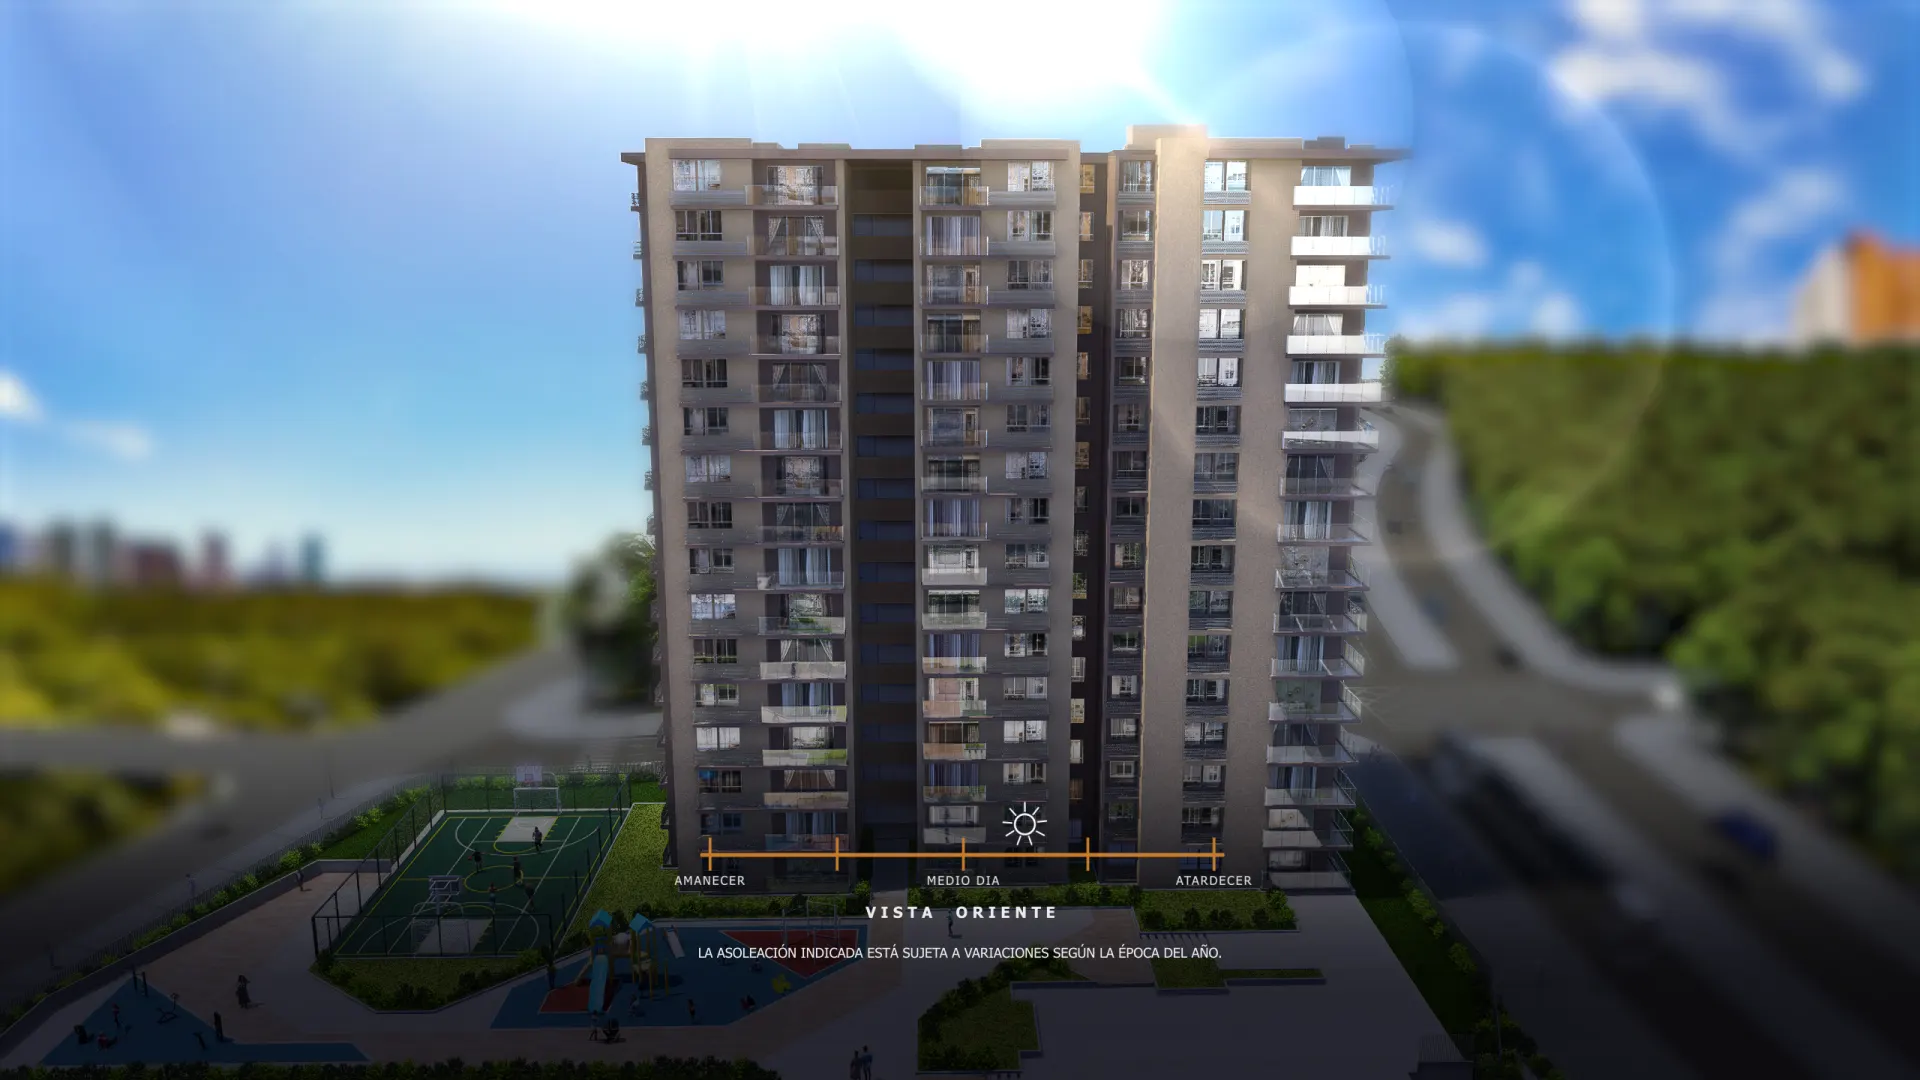 AMANECER
MEDIO DIA
ATARDECER
VISTA ORIENTE
LA ASOLEACIÓN INDICADA ESTÁ SUJETA A VARIACIONES SEGÚN LA ÉPOCA DEL AÑO.